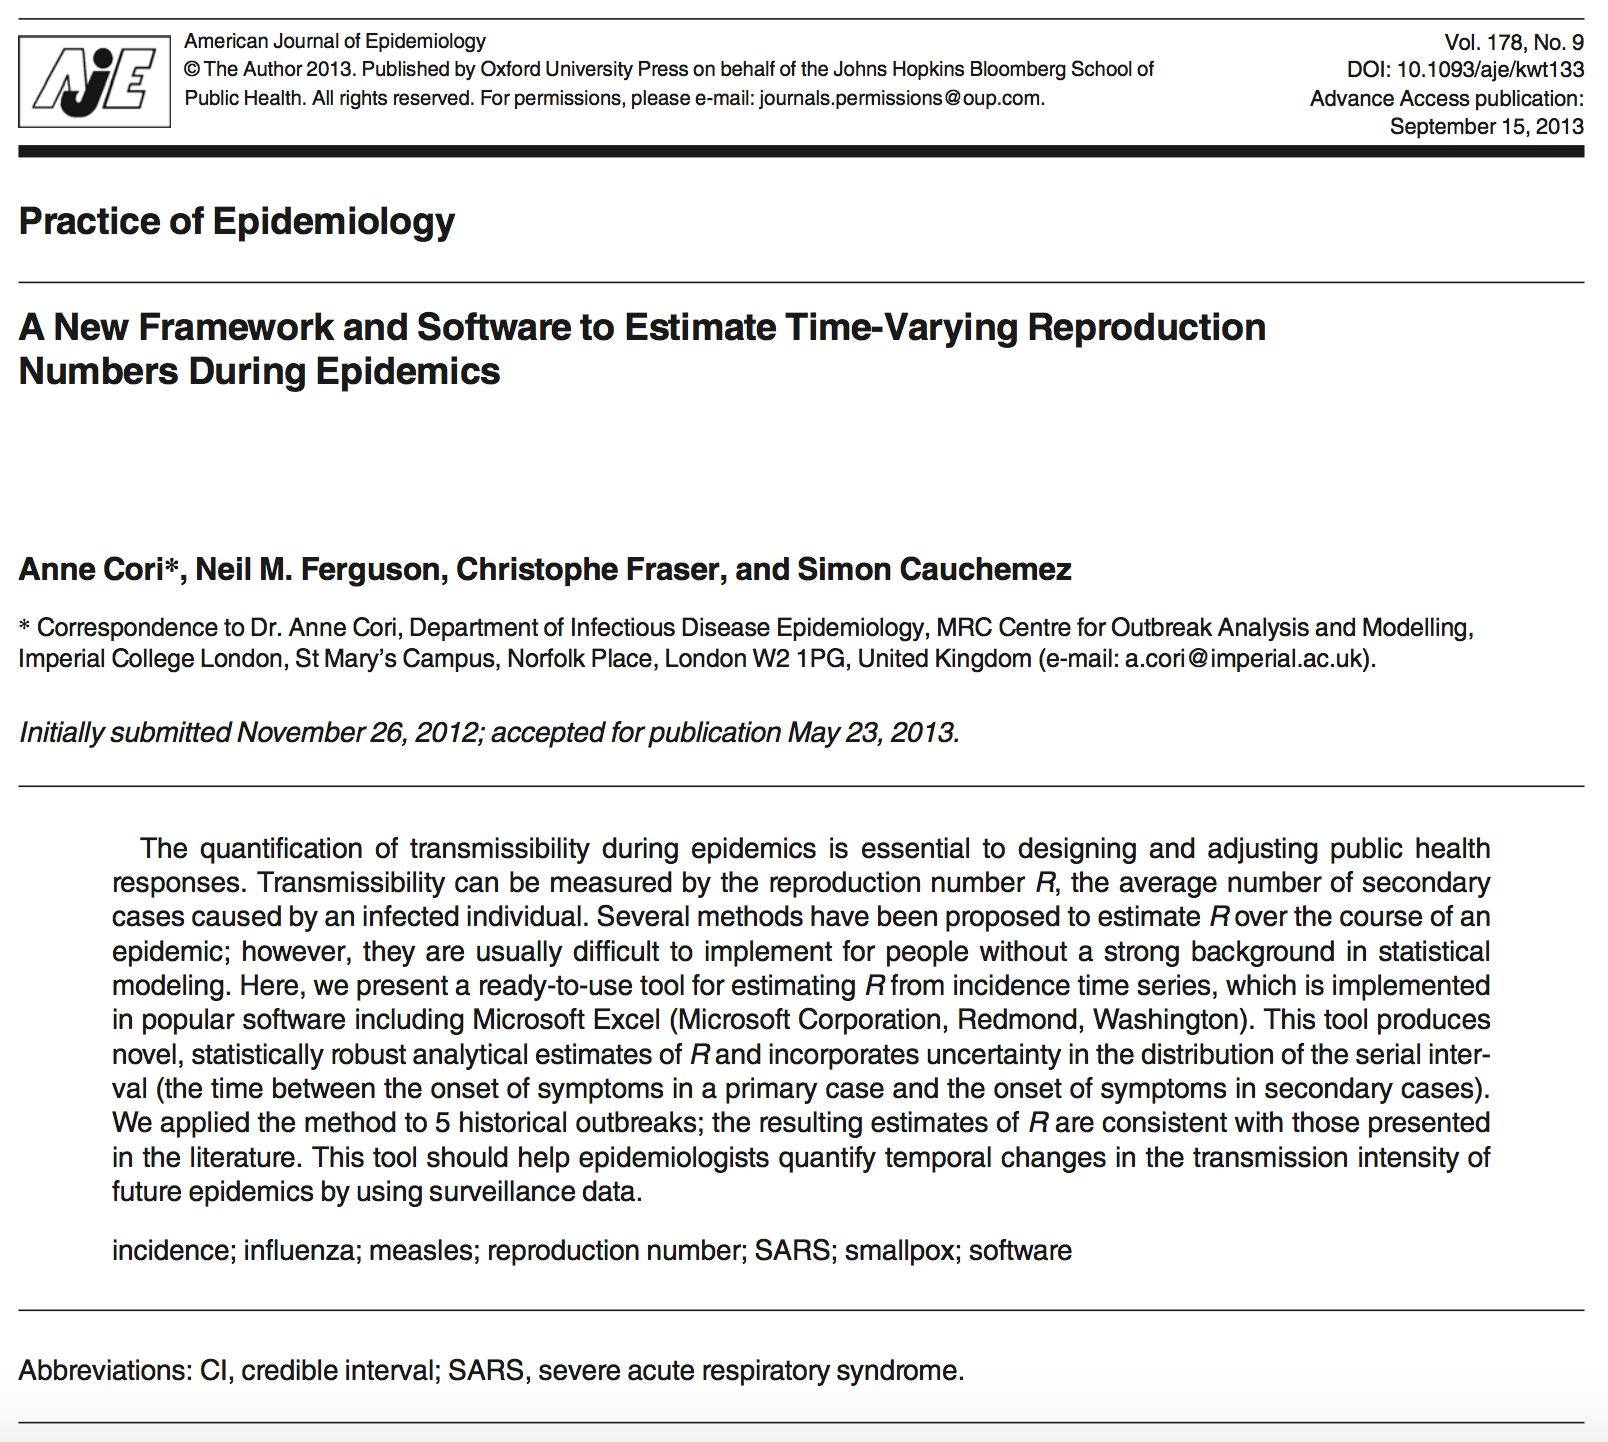 AJE
American Journal of Epidemiology
© The Author 2013. Published by Oxford University Press on behalf of the Johns Hopkins Bloomberg School of
Public Health. All rights reserved. For permissions, please e-mail: journals.permissions@oup.com.
Vol. 178, No. 9
DOI: 10.1093/aje/kwt133
Advance Access publication:
September 15, 2013
Practice of Epidemiology
A New Framework and Software to Estimate Time-Varying Reproduction
Numbers During Epidemics
Anne Cori*, Neil M. Ferguson, Christophe Fraser, and Simon Cauchemez
* Correspondence to Dr. Anne Cori, Department of Infectious Disease Epidemiology, MRC Centre for Outbreak Analysis and Modelling,
Imperial College London, St Mary’s Campus, Norfolk Place, London W2 1PG, United Kingdom (e-mail: a.cori@imperial.ac.uk).
Initially submitted November 26, 2012; accepted for publication May 23, 2013.
The quantification of transmissibility during epidemics is essential to designing and adjusting public health
responses. Transmissibility can be measured by the reproduction number R, the average number of secondary
cases caused by an infected individual. Several methods have been proposed to estimate R over the course of an
epidemic; however, they are usually difficult to implement for people without a strong background in statistical
modeling. Here, we present a ready-to-use tool for estimating R from incidence time series, which is implemented
in popular software including Microsoft Excel (Microsoft Corporation, Redmond, Washington). This tool produces
novel, statistically robust analytical estimates of R and incorporates uncertainty in the distribution of the serial inter-
val (the time between the onset of symptoms in a primary case and the onset of symptoms in secondary cases).
We applied the method to 5 historical outbreaks; the resulting estimates of R are consistent with those presented
in the literature. This tool should help epidemiologists quantify temporal changes in the transmission intensity of
future epidemics by using surveillance data.
incidence; influenza; measles; reproduction number; SARS; smallpox; software
Abbreviations: CI, credible interval; SARS, severe acute respiratory syndrome.